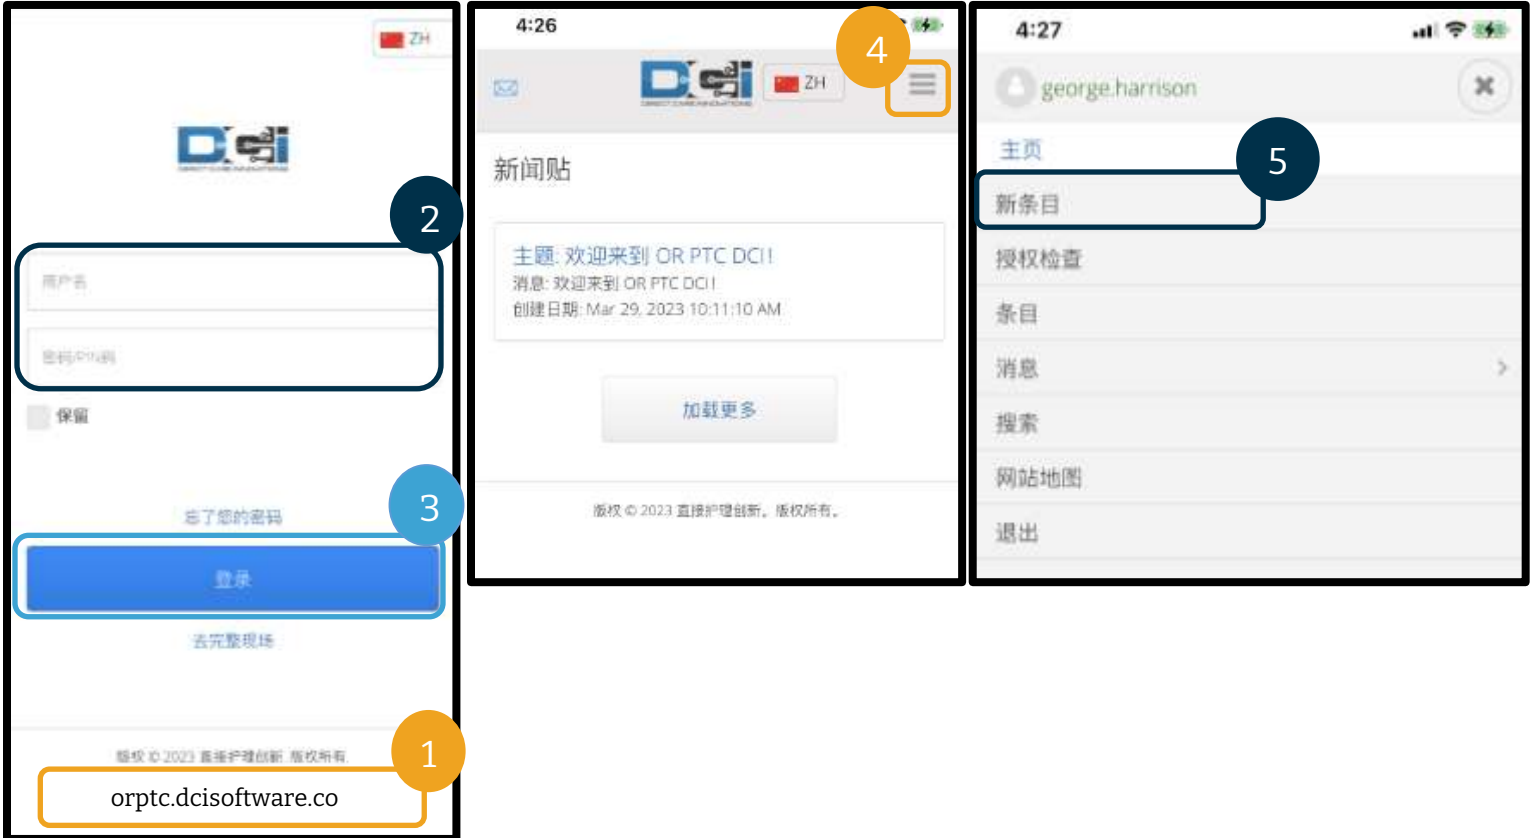 ZH
DCi
2
用户名
密码/PIN码
保留
忘了您的密码
3
登录
去完整现场
版权 © 2023 直接护理创新. 版权所有.
1
orptc.dcisoftware.co
4:26
4
DCi
DIRECT CARE INNOVATIONS
ZH
新闻贴
主题: 欢迎来到 OR PTC DCI!
消息: 欢迎来到 OR PTC DCI!
创建日期: Mar 29, 2023 10:11:10 AM
加载更多
版权 © 2023 直接护理创新。版权所有。
4:27
george.harrison
主页
5
新条目
授权检查
条目
消息
搜索
网站地图
退出